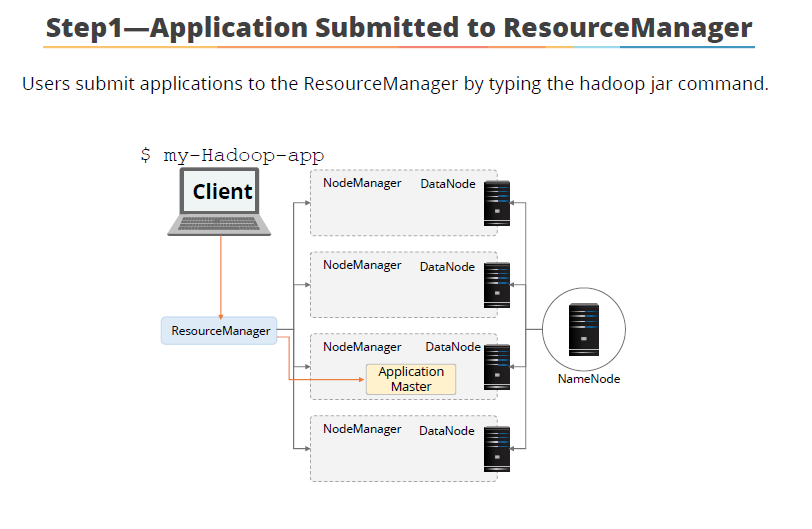 Step1—Application Submitted to ResourceManager
Users submit applications to the ResourceManager by typing the hadoop jar command.
$ my-Hadoop-app
Client
NodeManager DataNode
NodeManager DataNode
ResourceManager
NodeManager DataNode
Application
Master
NameNode
NodeManager DataNode